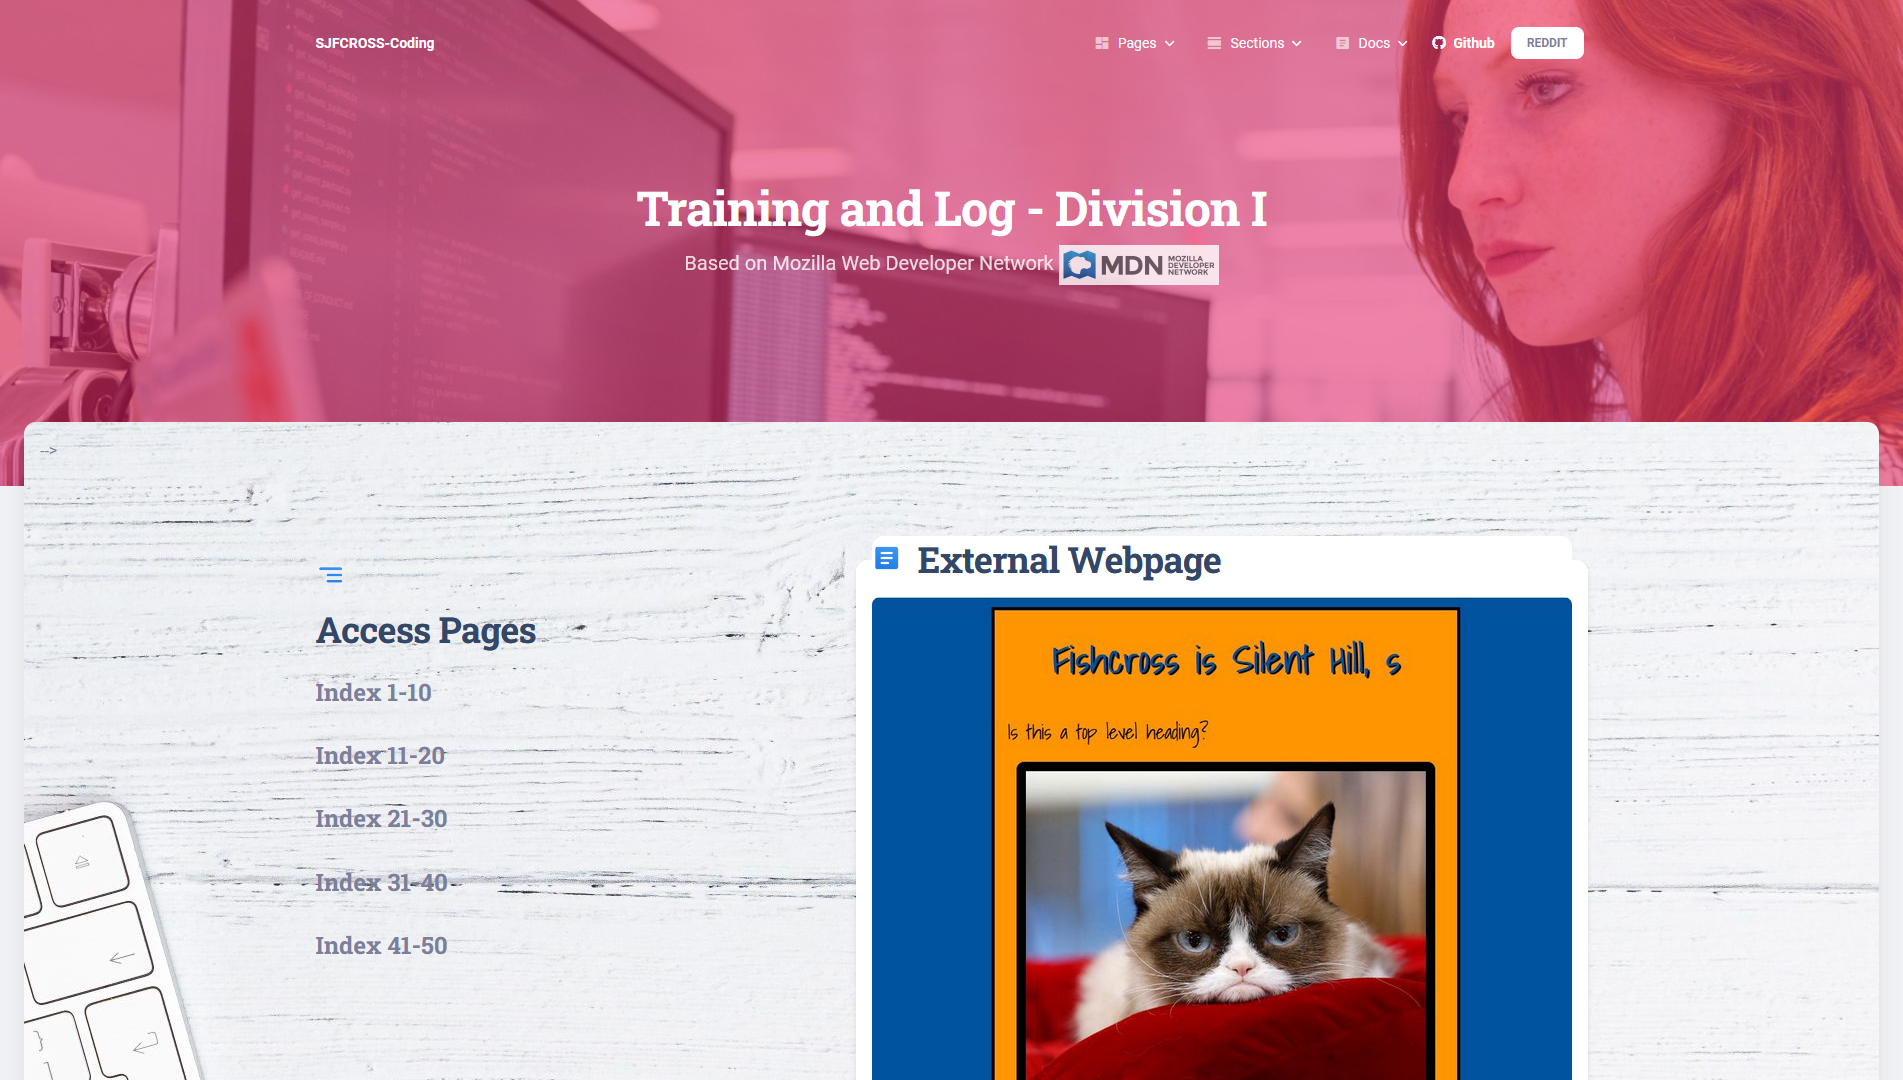 SJFCROSS-Coding
Pages
Sections
Docs
Github
REDDIT
Training and Log - Division I
Based on Mozilla Web Developer Network
MDN MOZILLA DEVELOPER NETWORK
-->
External Webpage
Access Pages
Index 1-10
Index 11-20
Index 21-30
Index 31-40
Index 41-50
Fishcross is Silent Hill, s
Is this a top level heading?